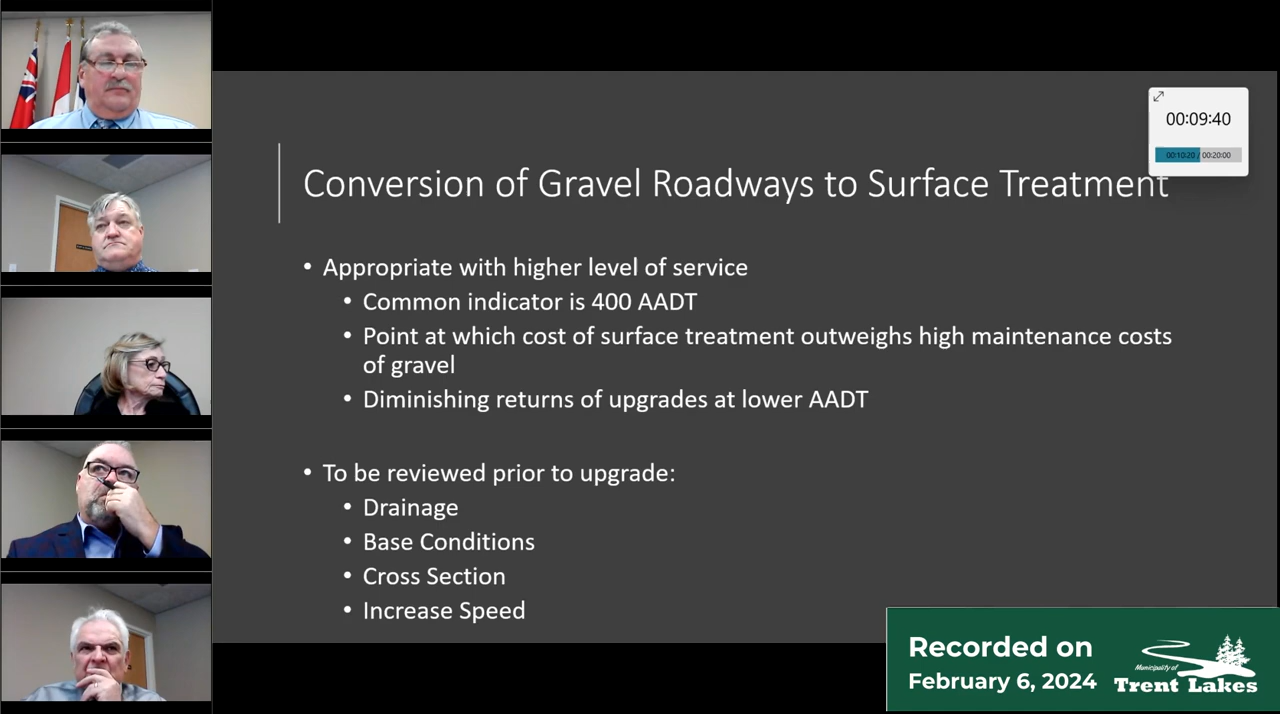 00:09:40
00:10:20 / 00:20:00
Conversion of Gravel Roadways to Surface Treatment
• Appropriate with higher level of service
• Common indicator is 400 AADT
• Point at which cost of surface treatment outweighs high maintenance costs
of gravel
• Diminishing returns of upgrades at lower AADT
• To be reviewed prior to upgrade:
• Drainage
• Base Conditions
• Cross Section
• Increase Speed
Recorded on
February 6, 2024
Municipality of
Trent Lakes